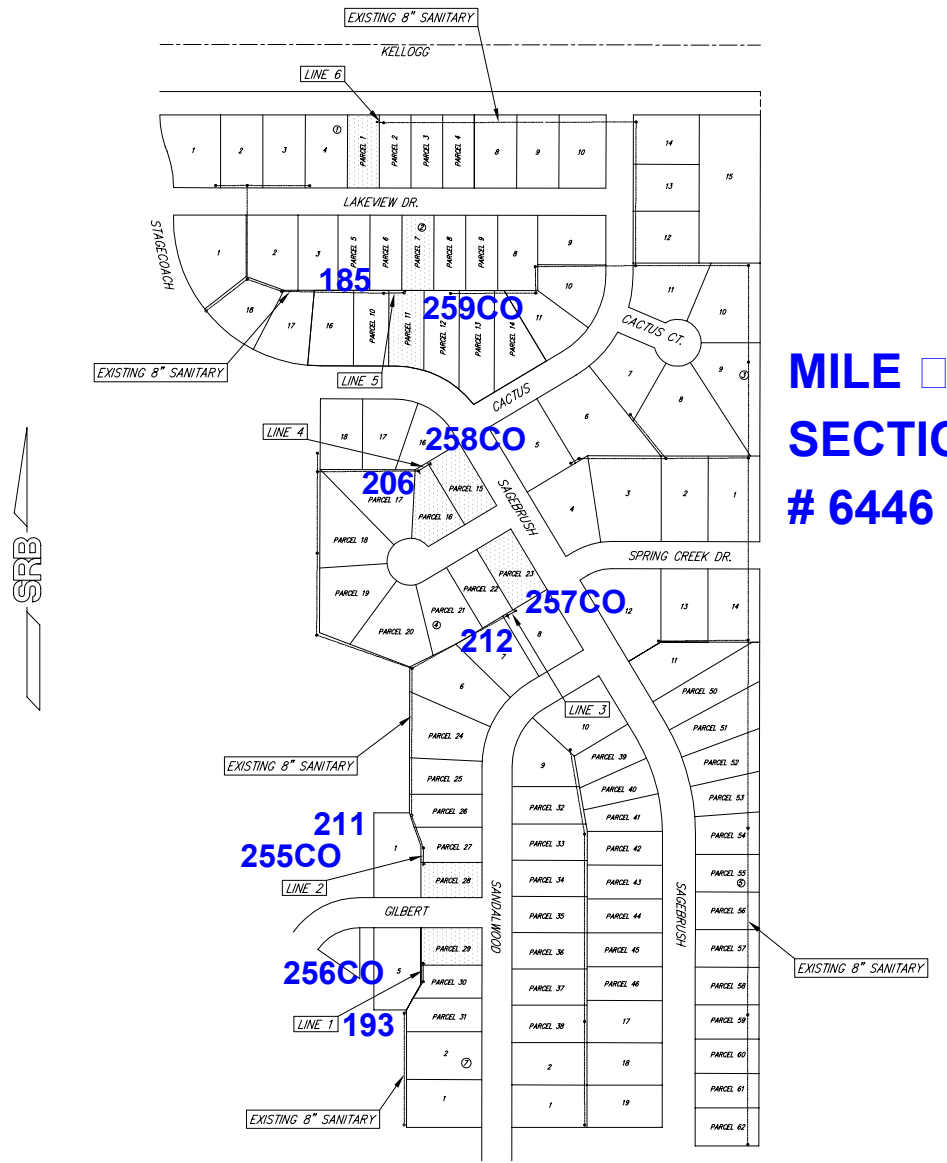 EXISTING 8" SANITARY
KELLOGG
LINE 6
1 2 3 4 ① PARCEL 1 PARCEL 2 PARCEL 3 PARCEL 4 8 9 10
14
13
12
15
LAKEVIEW DR.
STAGECOACH
1 2 3 PARCEL 5 PARCEL 6 PARCEL 7 ② PARCEL 8 PARCEL 9 8 9
185
259CO
18 17 16 PARCEL 10 PARCEL 11 PARCEL 12 PARCEL 13 PARCEL 14 11 10
11
10
CACTUS CT.
9
③
EXISTING 8" SANITARY
LINE 5
CACTUS
7
8
MILE
SECTIO
# 6446
LINE 4
18 17 16
258CO
5
6
206
PARCEL 17
PARCEL 15
PARCEL 16
SAGEBRUSH
4
3
2
1
PARCEL 18
SPRING CREEK DR.
SRB
PARCEL 19
PARCEL 20
PARCEL 21
④
PARCEL 22
PARCEL 23
257CO
12
13
14
212
7
8
LINE 3
6
11
PARCEL 50
PARCEL 51
PARCEL 52
PARCEL 53
PARCEL 54
PARCEL 55
⑤
PARCEL 56
PARCEL 57
PARCEL 58
PARCEL 59
PARCEL 60
PARCEL 61
PARCEL 62
EXISTING 8" SANITARY
PARCEL 24
PARCEL 25
PARCEL 26
PARCEL 27
PARCEL 28
211
255CO
1
LINE 2
GILBERT
SANDALWOOD
SAGEBRUSH
10
9
PARCEL 39
PARCEL 40
PARCEL 41
PARCEL 42
PARCEL 43
PARCEL 44
PARCEL 45
PARCEL 46
17
18
19
PARCEL 32
PARCEL 33
PARCEL 34
PARCEL 35
PARCEL 36
PARCEL 37
PARCEL 38
2
1
EXISTING 8" SANITARY
256CO
5
PARCEL 29
PARCEL 30
PARCEL 31
LINE 1
193
2
⑦
1
EXISTING 8" SANITARY